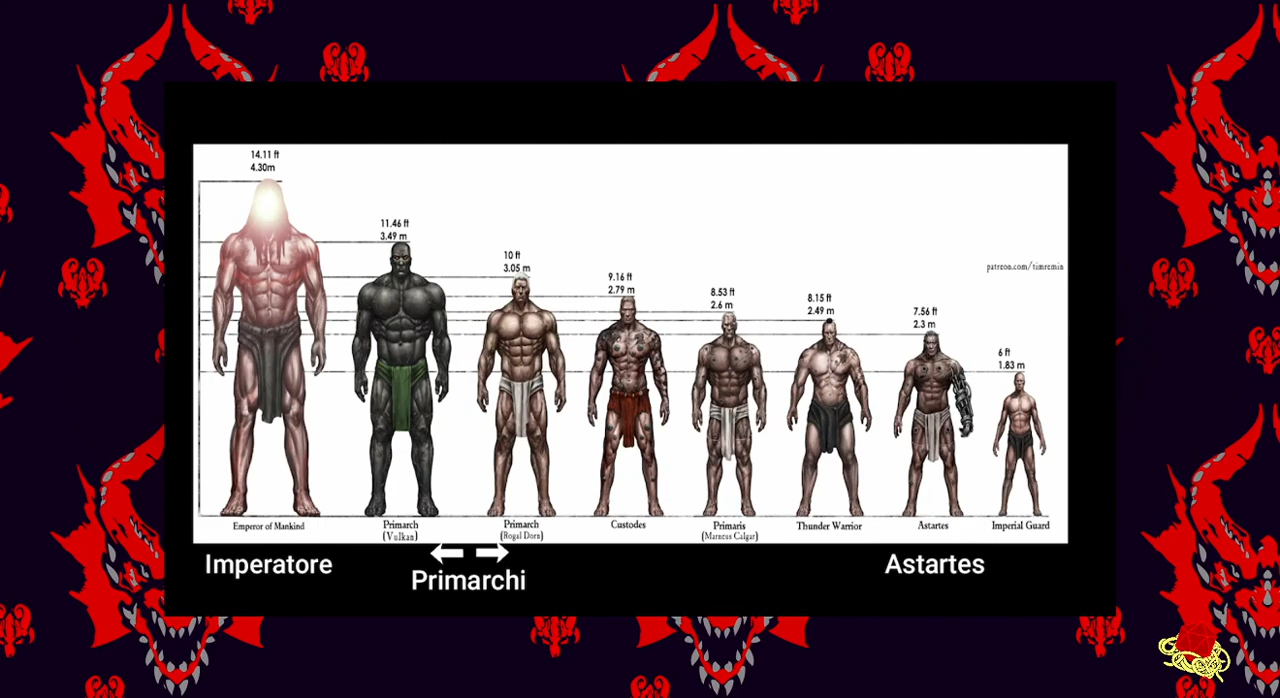 14.11 ft
4.30m
11.46 ft
3.49 m
10 ft
3.05 m
9.16 ft
2.79 m
8.53 ft
2.6 m
8.15 ft
2.49 m
7.56 ft
2.3 m
6 ft
1.83 m
patreon.com/timremin
Emperor of Mankind
Primarch
(Vulkan)
Primarch
(Rogal Dorn)
Custodes
Primaris
(Marneus Calgar)
Thunder Warrior
Astartes
Imperial Guard
Imperatore
Primarchi
Astartes